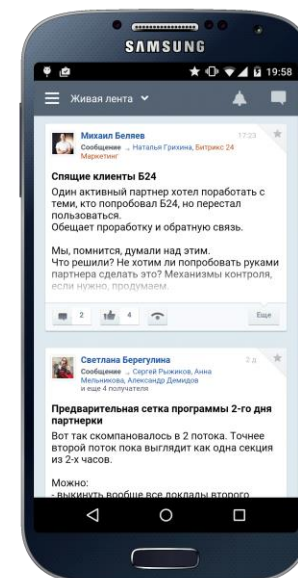 SAMSUNG
19:58
Живая лента
Михаил Беляев 17:23
Сообщение → Наталья Грихина, Битрикс 24
Маркетинг
Спящие клиенты Б24
Один активный партнер хотел поработать с
теми, кто попробовал Б24, но перестал
пользоваться.
Обещает проработку и обратную связь.
Мы, помнится, думали над этим.
Что решили? Не хотим ли попробовать руками
партнера сделать это? Механизмы контроля,
если нужно, продумаем.
2 4 Еще
Светлана Берегулина 2 д
Сообщение → Сергей Рыжиков, Анна
Мельникова, Александр Демидов
и еще 4 получателя
Предварительная сетка программы 2-го дня
партнерки
Вот так скомпановалось в 2 потока. Точнее
второй поток пока выглядит как одна секция
из 2-х часов.
Можно:
- выкинуть вообще все доклады второго